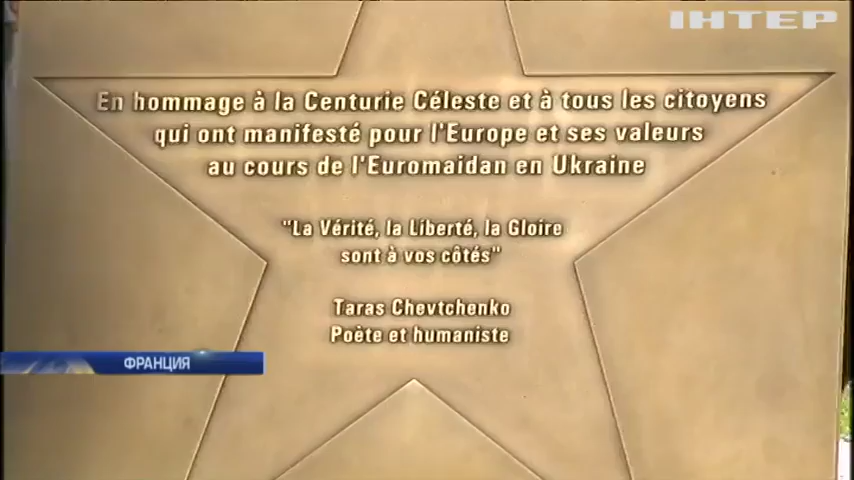 ІНТЕР
En hommage à la Centurie Céleste et à tous les citoyens
qui ont manifesté pour l'Europe et ses valeurs
au cours de l'Euromaidan en Ukraine
"La Vérité, la Liberté, la Gloire
sont à vos côtés"
Taras Chevtchenko
Poète et humaniste
ФРАНЦИЯ